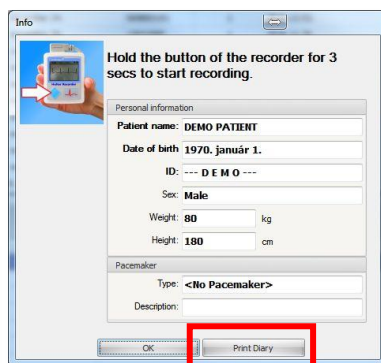 Info
Hold the button of the recorder for 3
secs to start recording.
Personal information
Patient name: DEMO PATIENT
Date of birth 1970. január 1.
ID: --- D E M O ---
Sex: Male
Weight: 80 kg
Height: 180 cm
Pacemaker
Type: <No Pacemaker>
Description:
OK Print Diary